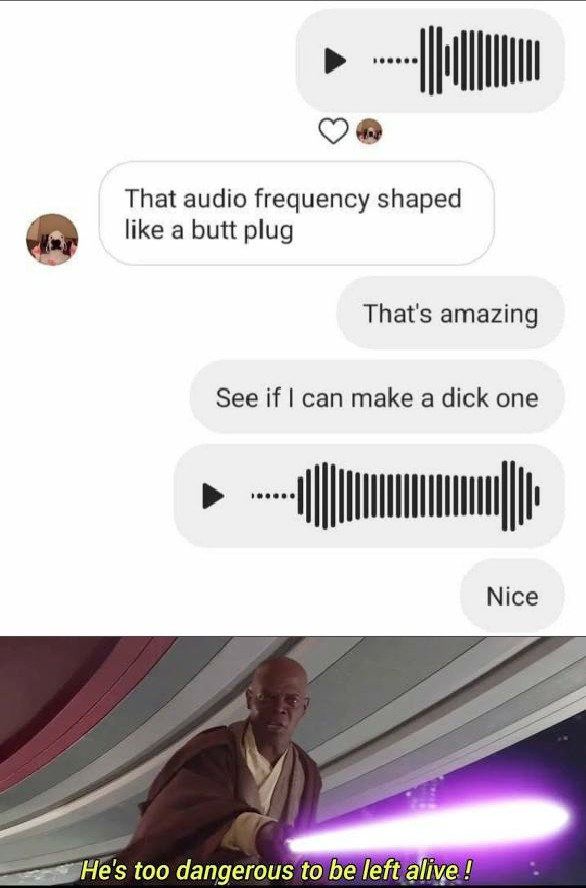 That audio frequency shaped
like a butt plug
That's amazing
See if I can make a dick one
Nice
He's too dangerous to be left alive !